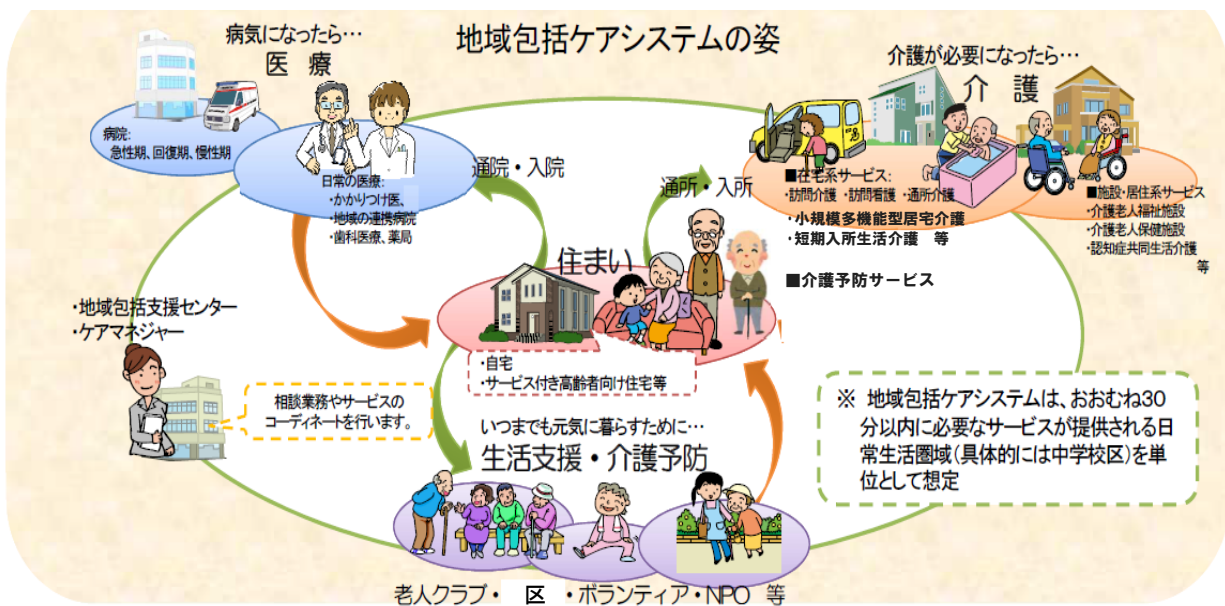 地域包括ケアシステムの姿
病気になったら…
医 療
病院:
急性期、回復期、慢性期
日常の医療:
・かかりつけ医、
・地域の連携病院
・歯科医療、薬局
通院・入院
通所・入所
介護が必要になったら…
介 護
■在宅系サービス:
・訪問介護 ・訪問看護 ・通所介護
・小規模多機能型居宅介護
・短期入所生活介護 等
■介護予防サービス
■施設・居住系サービス
・介護老人福祉施設
・介護老人保健施設
・認知症共同生活介護
等
住まい
・自宅
・サービス付き高齢者向け住宅等
・地域包括支援センター
・ケアマネジャー
相談業務やサービスの
コーディネートを行います。
いつまでも元気に暮らすために…
生活支援・介護予防
老人クラブ・ 区 ・ボランティア・NPO 等
※ 地域包括ケアシステムは、おおむね30
分以内に必要なサービスが提供される日
常生活圏域(具体的には中学校区)を単
位として想定